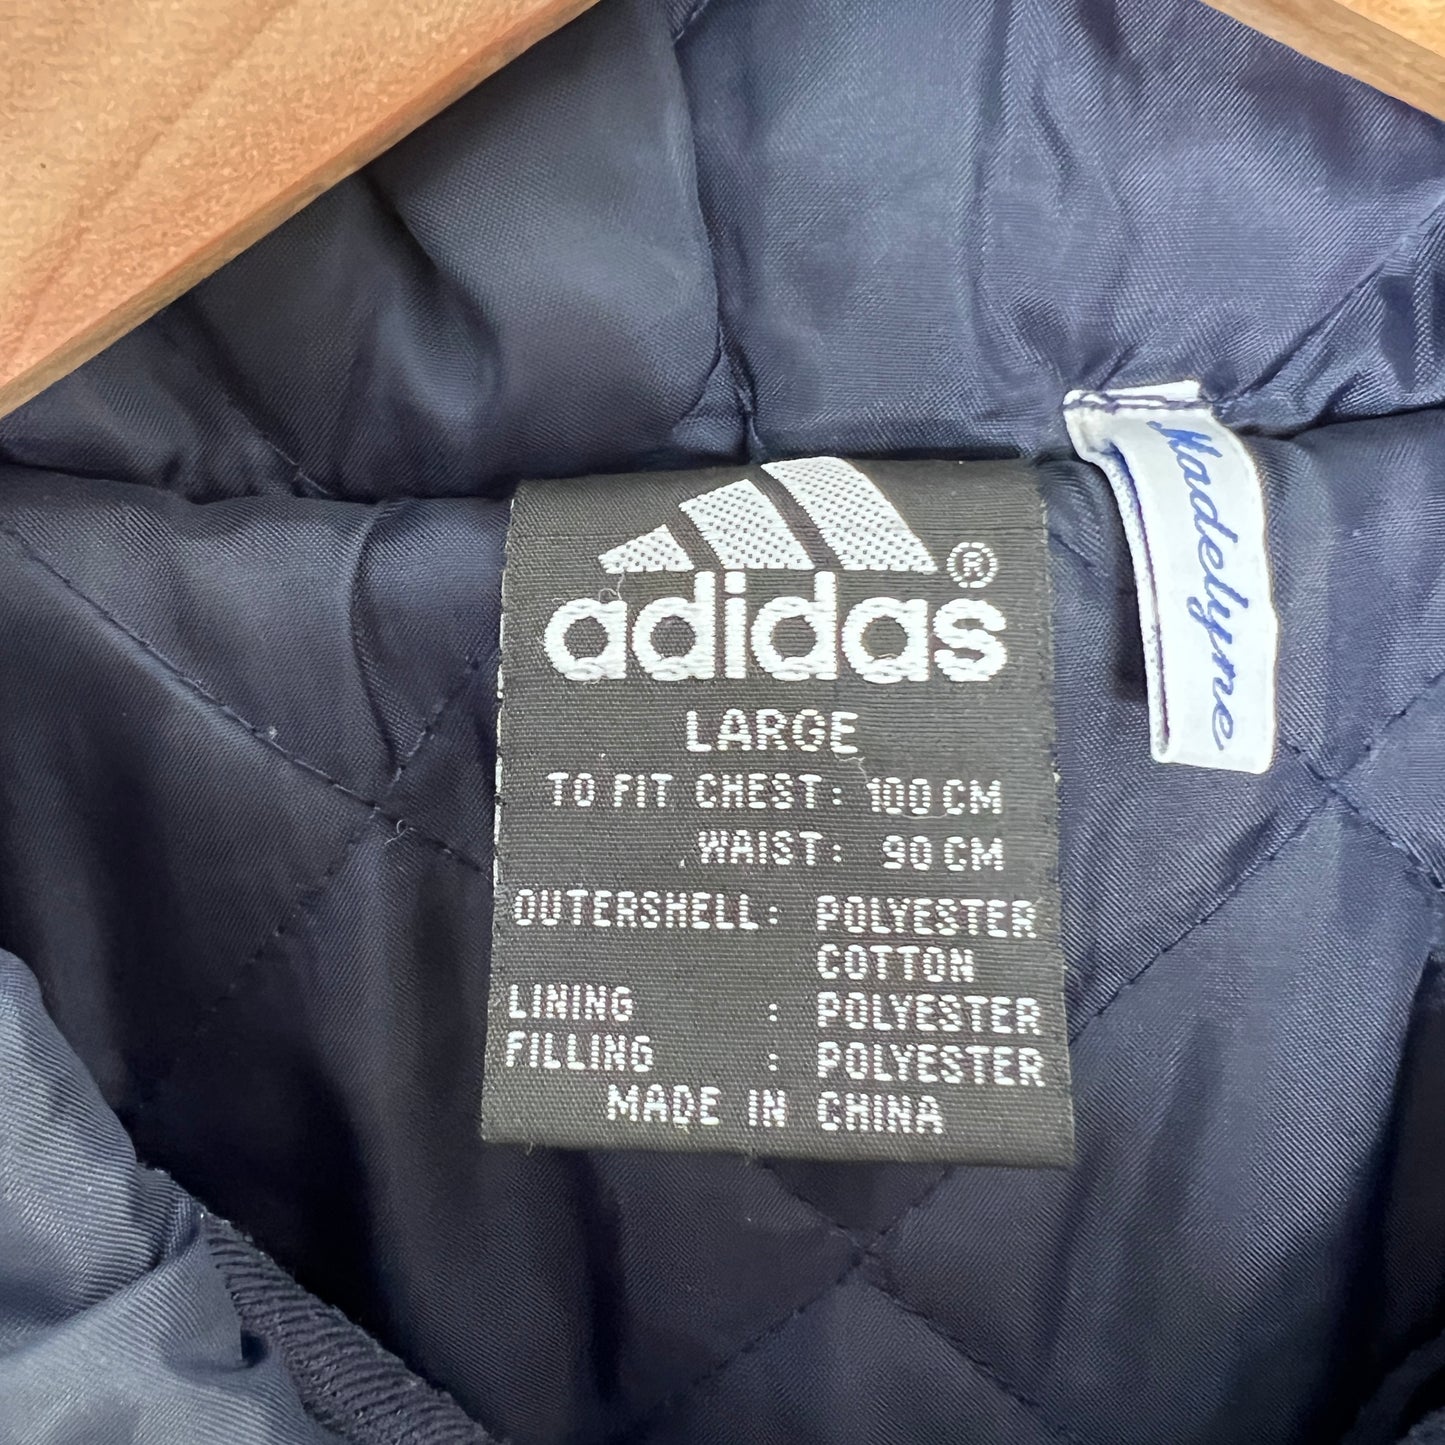 adidas®
LARGE
TO FIT CHEST: 100 CM
WAIST: 90 CM
OUTERSHELL: POLYESTER
COTTON
LINING : POLYESTER
FILLING : POLYESTER
MADE IN CHINA
Madelyne